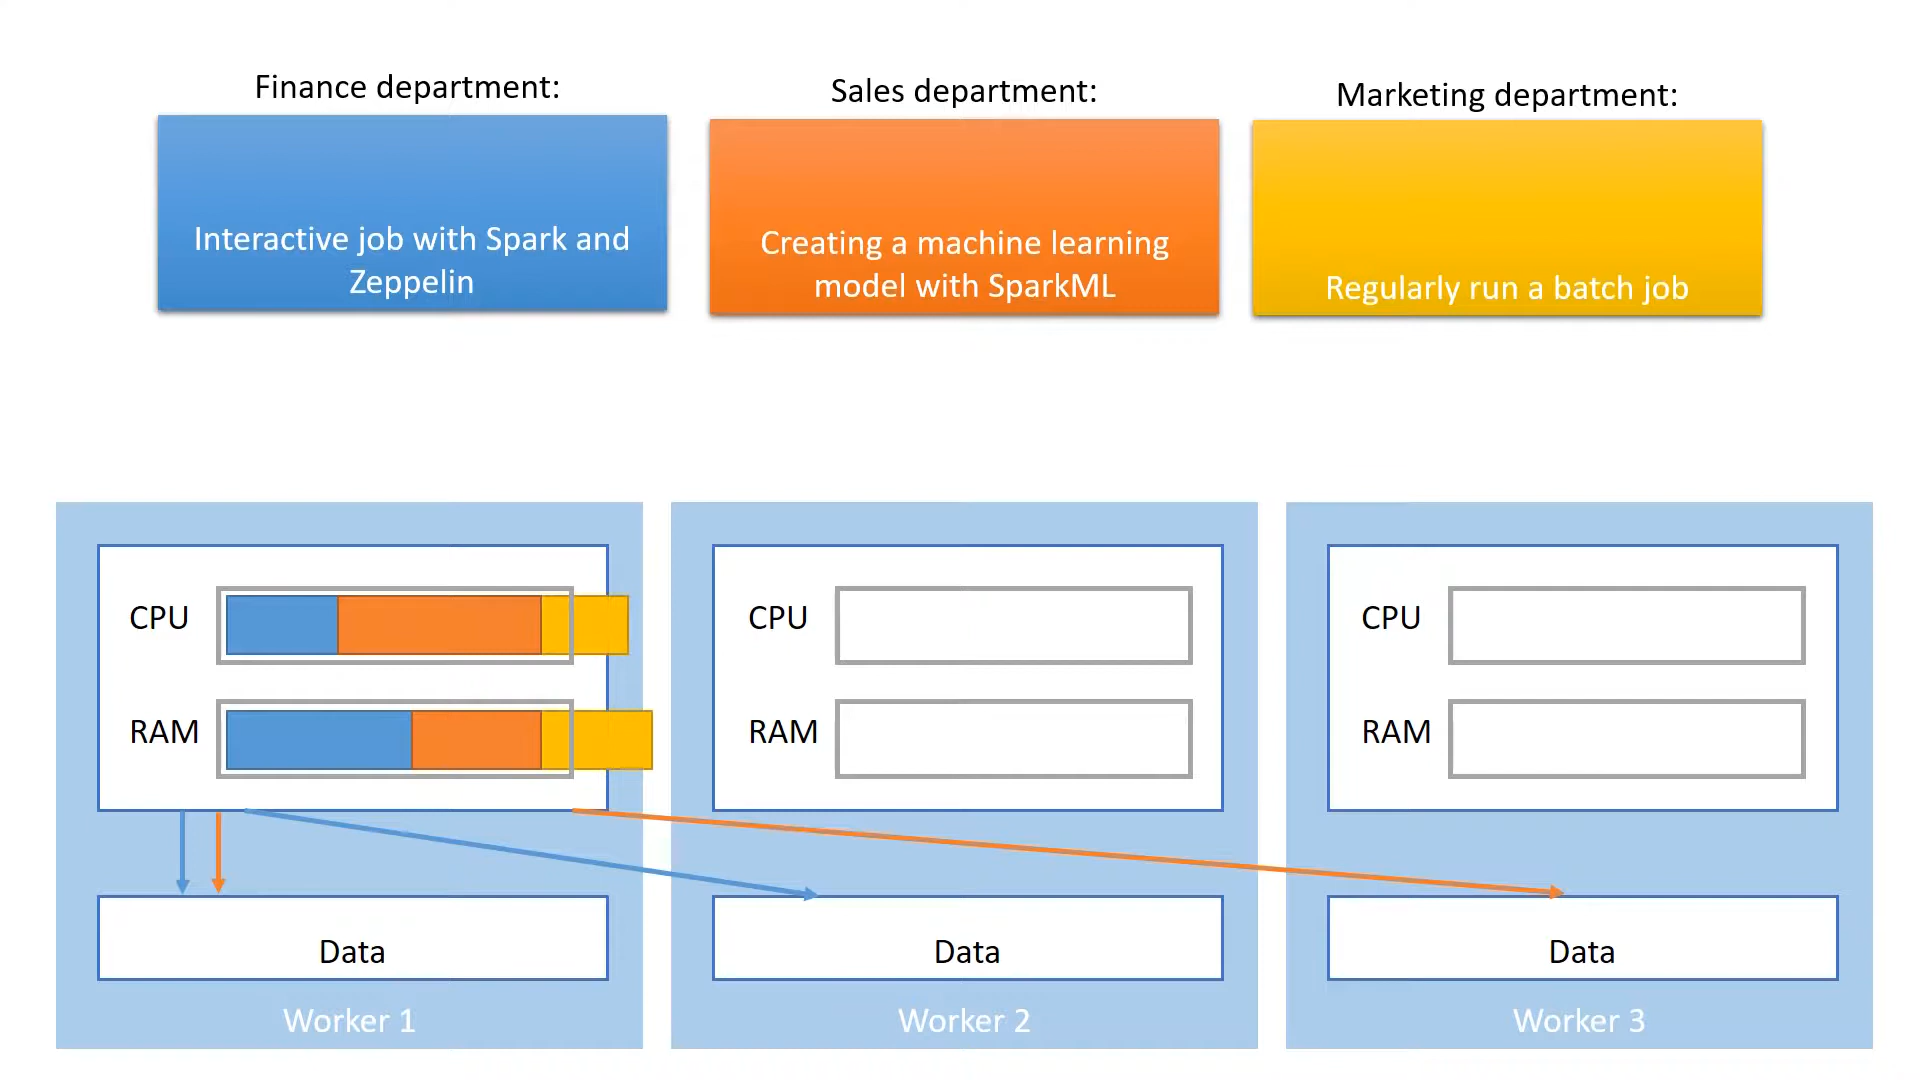 Finance department:
Sales department:
Marketing department:
Interactive job with Spark and
Zeppelin
Creating a machine learning
model with SparkML
Regularly run a batch job
CPU
RAM
Data
Worker 1
CPU
RAM
Data
Worker 2
CPU
RAM
Data
Worker 3